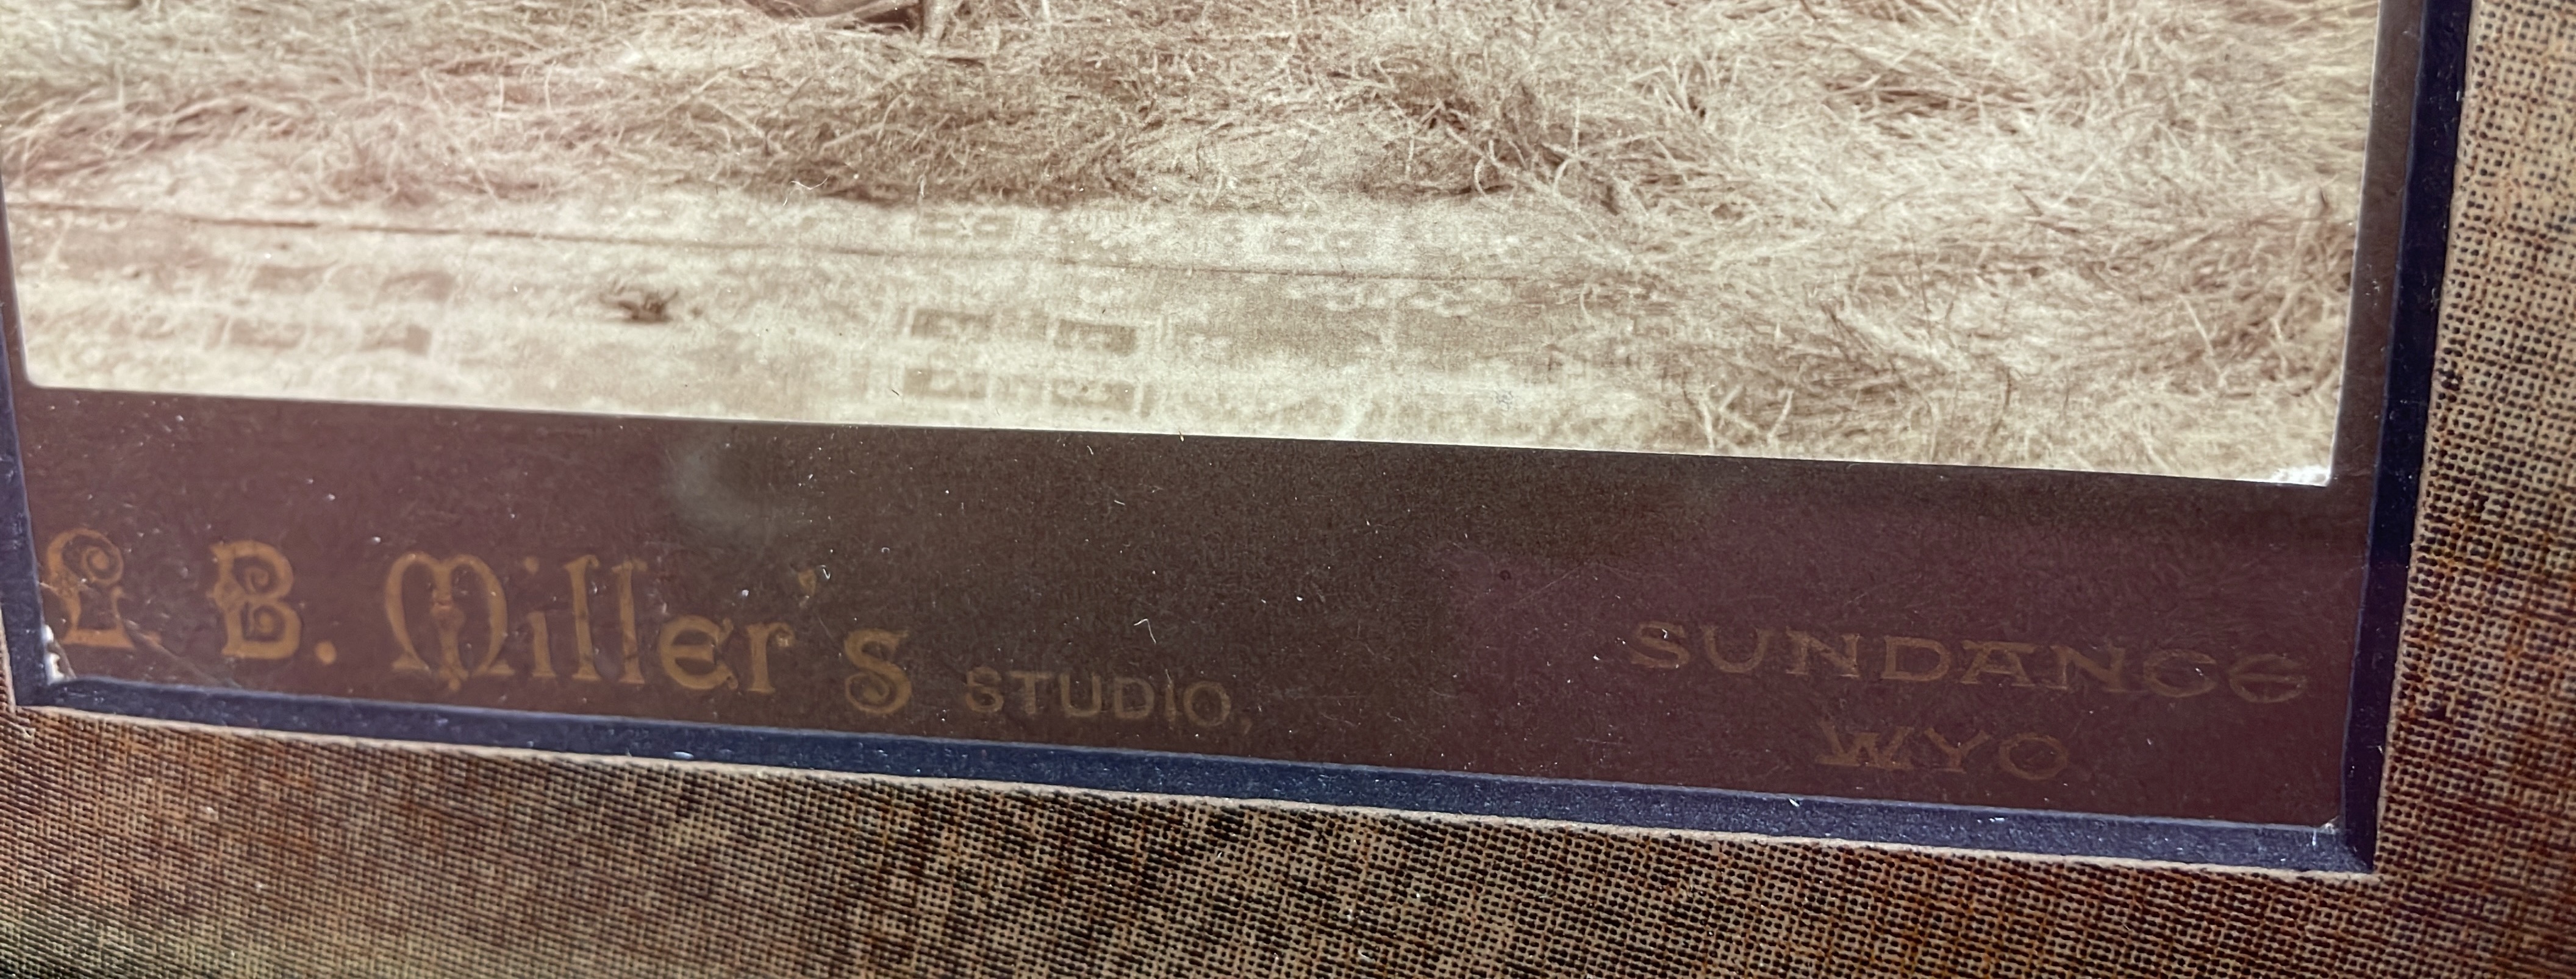 L. B. Miller's STUDIO,
SUNDANCE
WYO